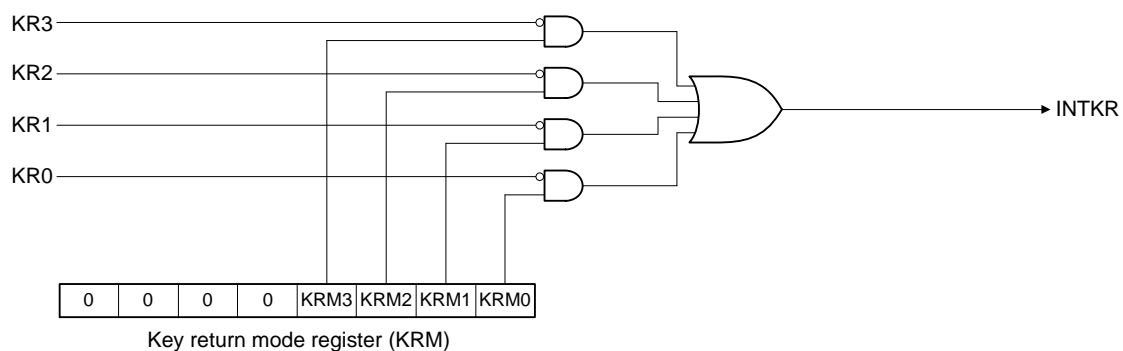 KR3
KR2
KR1
KR0
INTKR
0 0 0 0 KRM3 KRM2 KRM1 KRM0
Key return mode register (KRM)